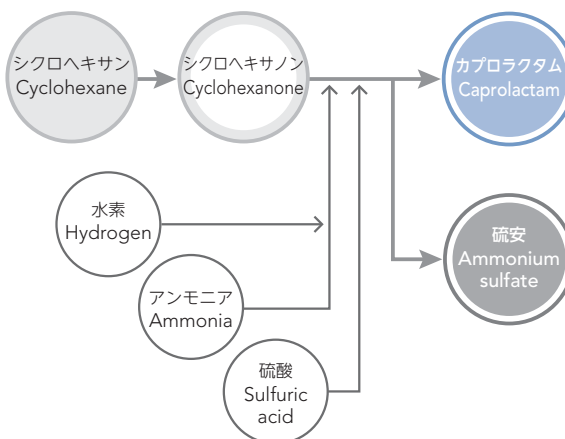 シクロヘキサン
Cyclohexane
シクロヘキサノン
Cyclohexanone
カプロラクタム
Caprolactam
水素
Hydrogen
アンモニア
Ammonia
硫酸
Sulfuric
acid
硫安
Ammonium
sulfate